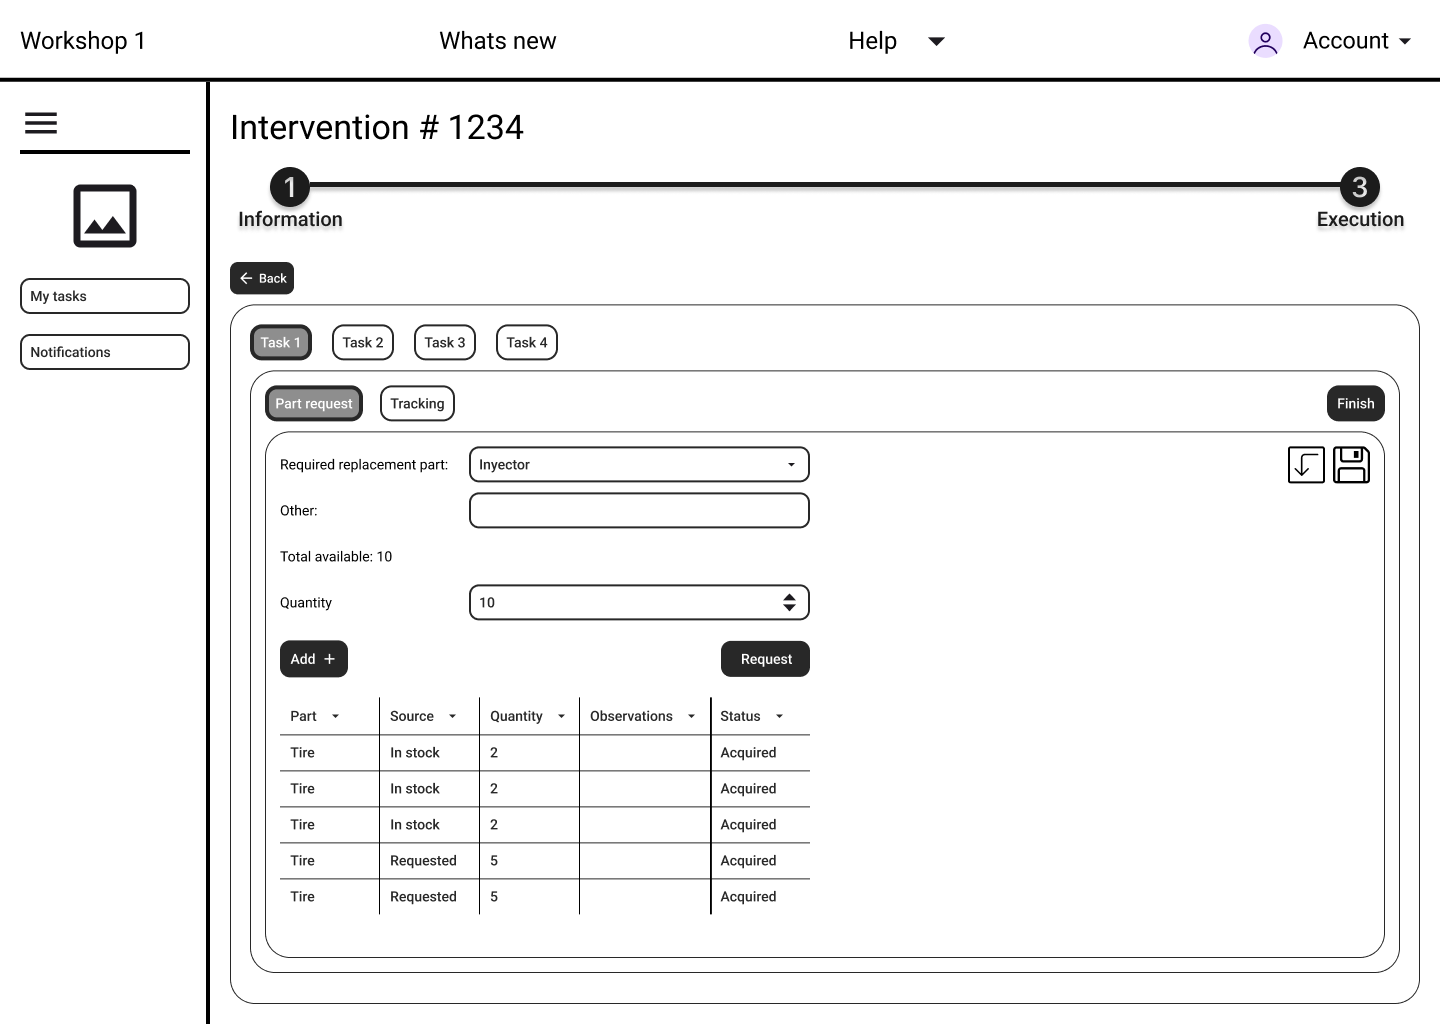 Workshop 1 Whats new Help Account
Intervention # 1234
1 3
Information Execution
Back
My tasks
Notifications
Task 1 Task 2 Task 3 Task 4
Part request Tracking Finish
Required replacement part: Inyector
Other:
Total available: 10
Quantity 10
Add + Request
Part Source Quantity Observations Status
Tire In stock 2 Acquired
Tire In stock 2 Acquired
Tire In stock 2 Acquired
Tire Requested 5 Acquired
Tire Requested 5 Acquired